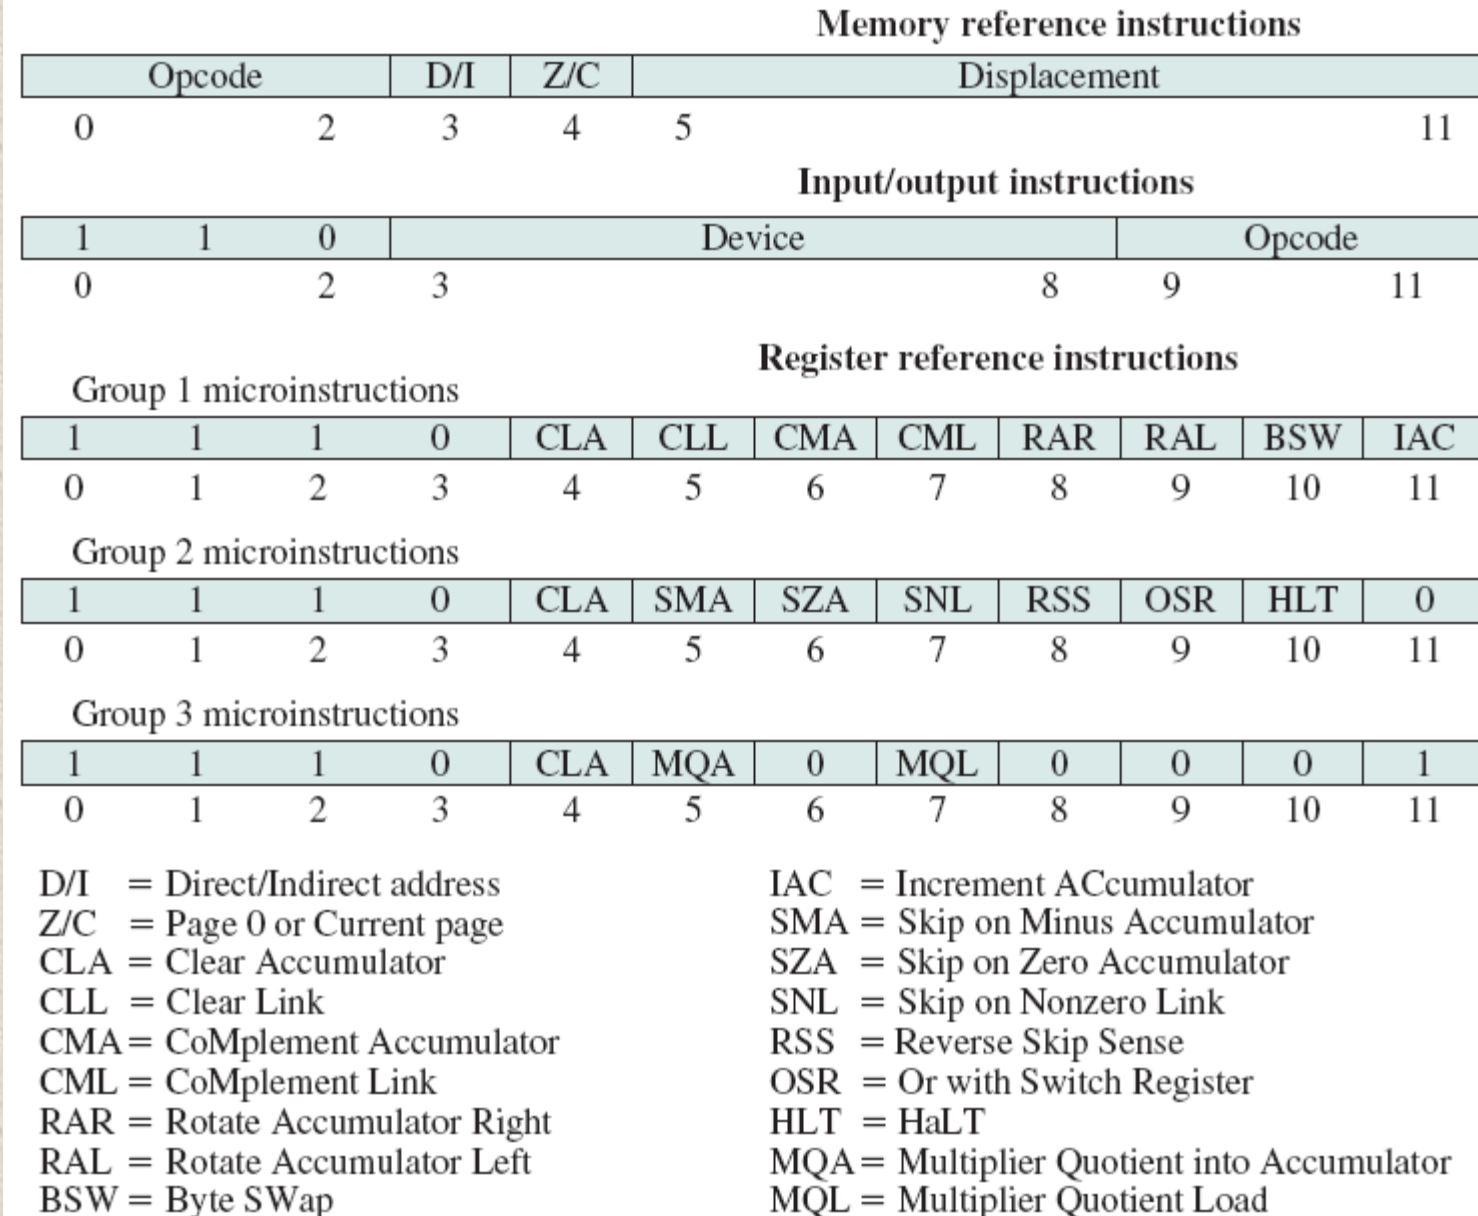 Memory reference instructions
Opcode D/I Z/C Displacement
0 2 3 4 5 11
Input/output instructions
1 1 0 Device Opcode
0 2 3 8 9 11
Register reference instructions
Group 1 microinstructions
1 1 1 0 CLA CLL CMA CML RAR RAL BSW IAC
0 1 2 3 4 5 6 7 8 9 10 11
Group 2 microinstructions
1 1 1 0 CLA SMA SZA SNL RSS OSR HLT 0
0 1 2 3 4 5 6 7 8 9 10 11
Group 3 microinstructions
1 1 1 0 CLA MQA 0 MQL 0 0 0 1
0 1 2 3 4 5 6 7 8 9 10 11
D/I = Direct/Indirect address
Z/C = Page 0 or Current page
CLA = Clear Accumulator
CLL = Clear Link
CMA = CoMplement Accumulator
CML = CoMplement Link
RAR = Rotate Accumulator Right
RAL = Rotate Accumulator Left
BSW = Byte SWap
IAC = Increment ACcumulator
SMA = Skip on Minus Accumulator
SZA = Skip on Zero Accumulator
SNL = Skip on Nonzero Link
RSS = Reverse Skip Sense
OSR = Or with Switch Register
HLT = HaLT
MQA = Multiplier Quotient into Accumulator
MQL = Multiplier Quotient Load